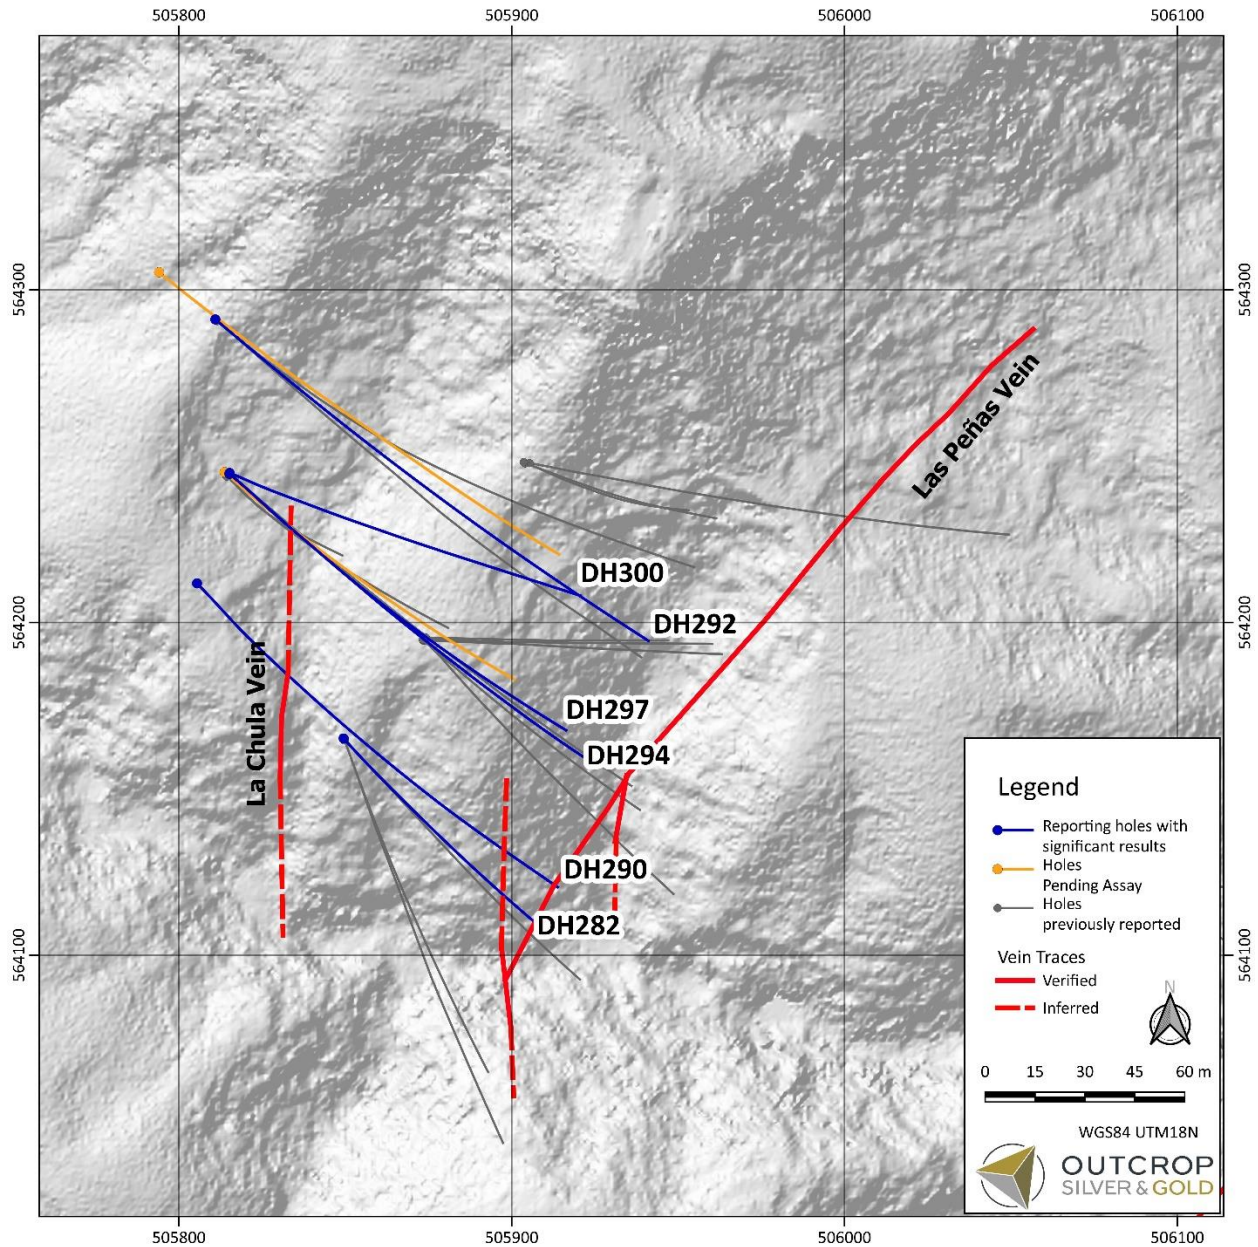 505800
505900
506000
506100
564300
564300
Las Peñas Vein
DH300
564200
DH292
564200
La Chula Vein
DH297
DH294
Legend
Reporting holes with
significant results
Holes
Pending Assay
Holes
previously reported
DH290
DH282
564100
564100
Vein Traces
Verified
Inferred
N
0 15 30 45 60 m
WGS84 UTM18N
OUTCROP
SILVER & GOLD
505800
505900
506000
506100